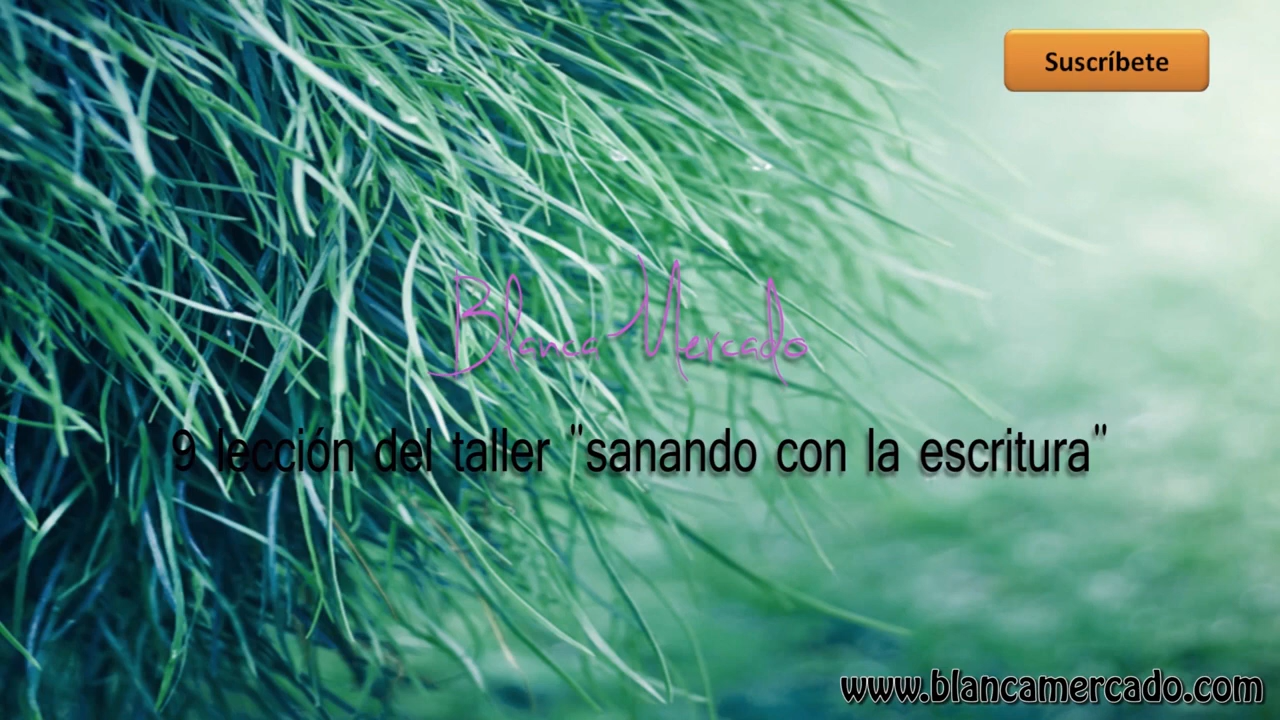 Suscríbete
Blanca Mercado
9 lección del taller "sanando con la escritura"
www.blancamercado.com